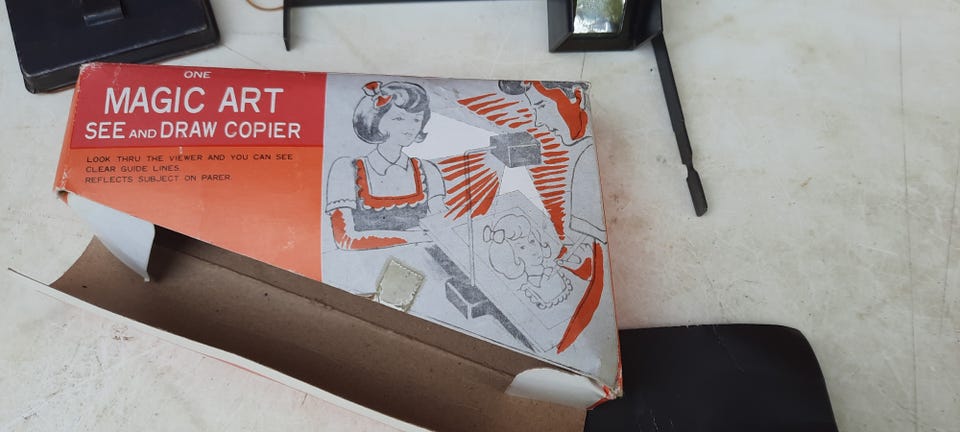 ONE
MAGIC ART
SEE AND DRAW COPIER
LOOK THRU THE VIEWER AND YOU CAN SEE
CLEAR GUIDE LINES.
REFLECTS SUBJECT ON PARER.